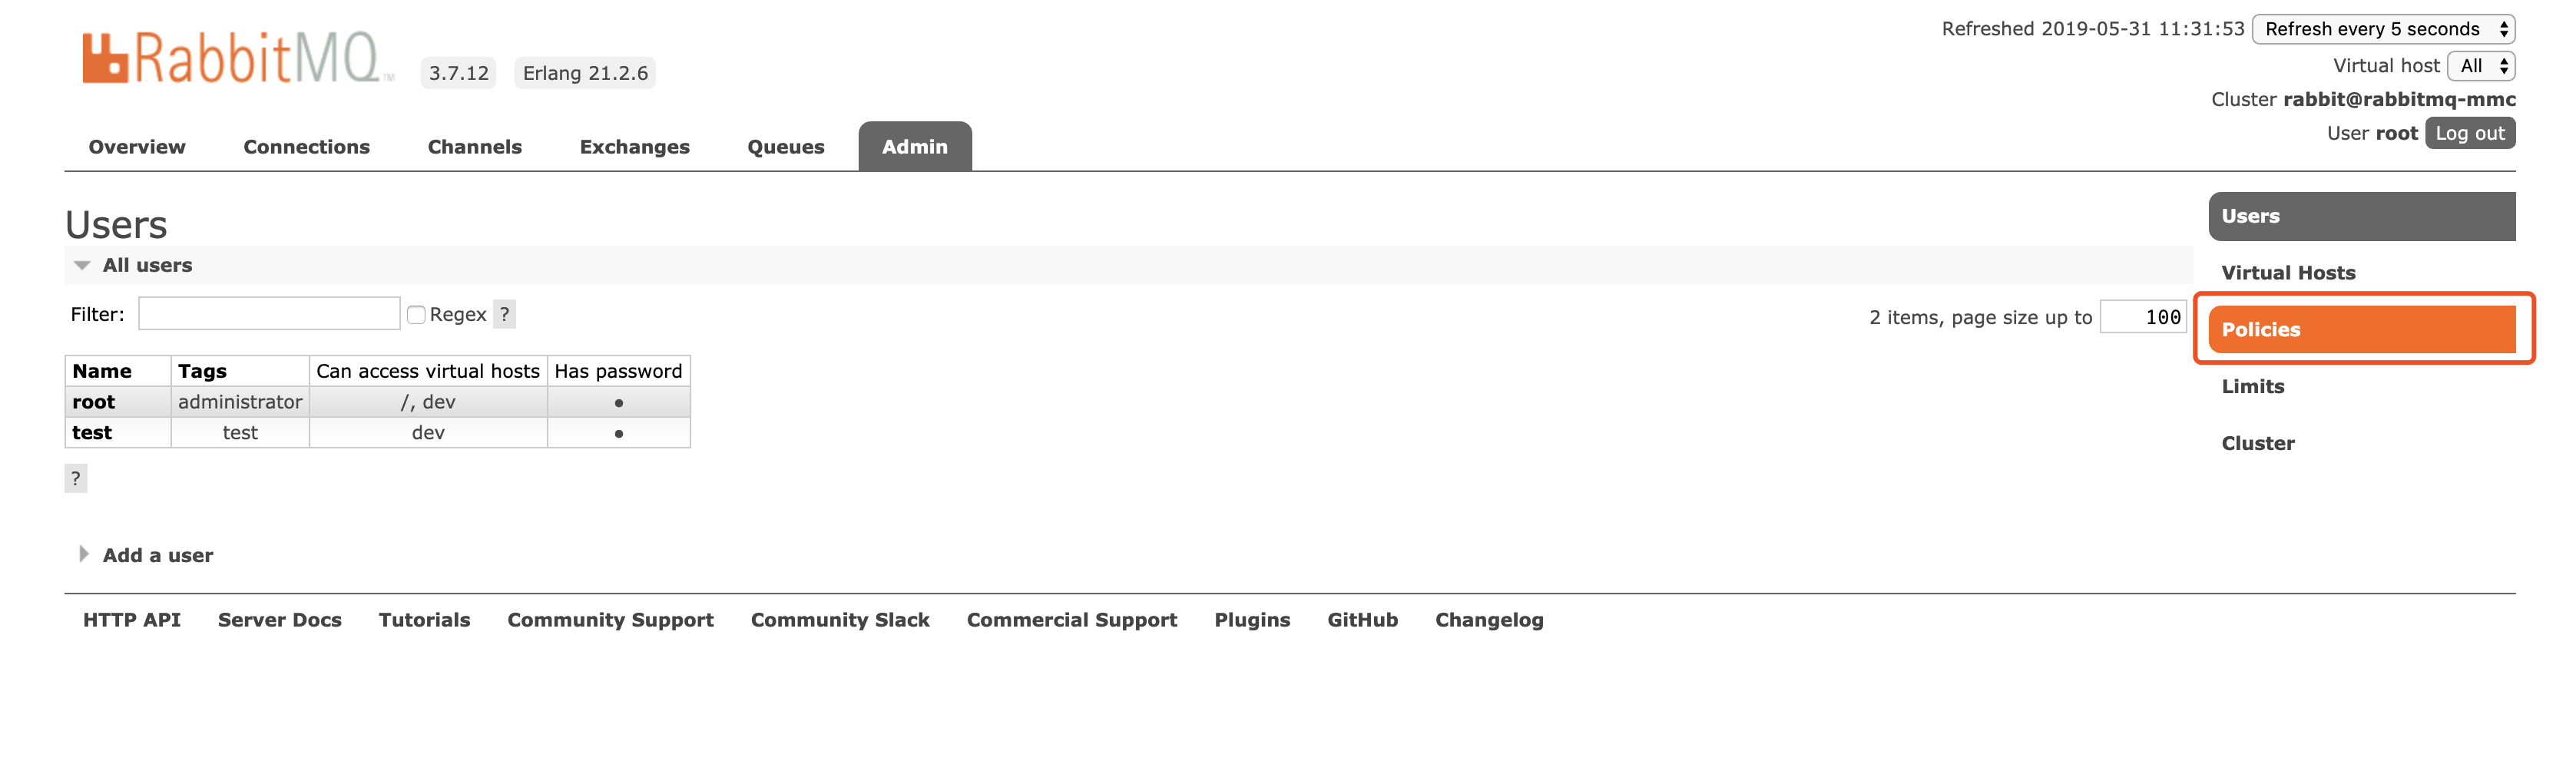 RabbitMQ™ 3.7.12 Erlang 21.2.6
Refreshed 2019-05-31 11:31:53 Refresh every 5 seconds
Virtual host All
Cluster rabbit@rabbitmq-mmc
User root Log out
Overview Connections Channels Exchanges Queues Admin
Users
All users
Filter: Regex ? 2 items, page size up to 100
Name Tags Can access virtual hosts Has password
root administrator /, dev ●
test test dev ●
?
Add a user
Users
Virtual Hosts
Policies
Limits
Cluster
HTTP API Server Docs Tutorials Community Support Community Slack Commercial Support Plugins GitHub Changelog